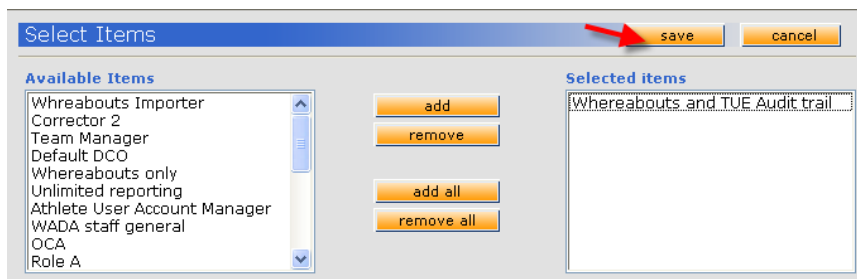 Select Items
save
cancel
Available Items
Whreabouts Importer
Corrector 2
Team Manager
Default DCO
Whereabouts only
Unlimited reporting
Athlete User Account Manager
WADA staff general
OCA
Role A
add
remove
add all
remove all
Selected items
Whereabouts and TUE Audit trail